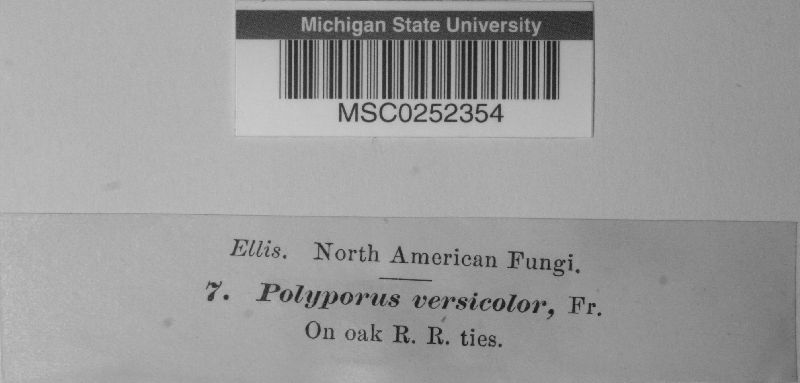 Michigan State University
MSC0252354
Ellis. North American Fungi.
7. Polyporus versicolor, Fr.
On oak R. R. ties.